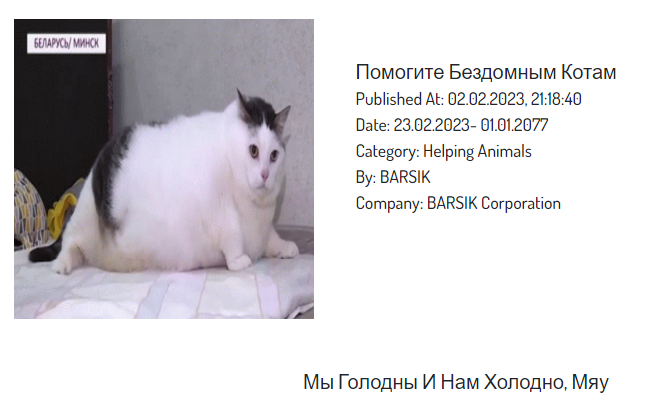 БЕЛАРУСЬ/ МИНСК
Помогите Бездомным Котам
Published At: 02.02.2023, 21:18:40
Date: 23.02.2023- 01.01.2077
Category: Helping Animals
By: BARSIK
Company: BARSIK Corporation
Мы Голодны И Нам Холодно, Мяу